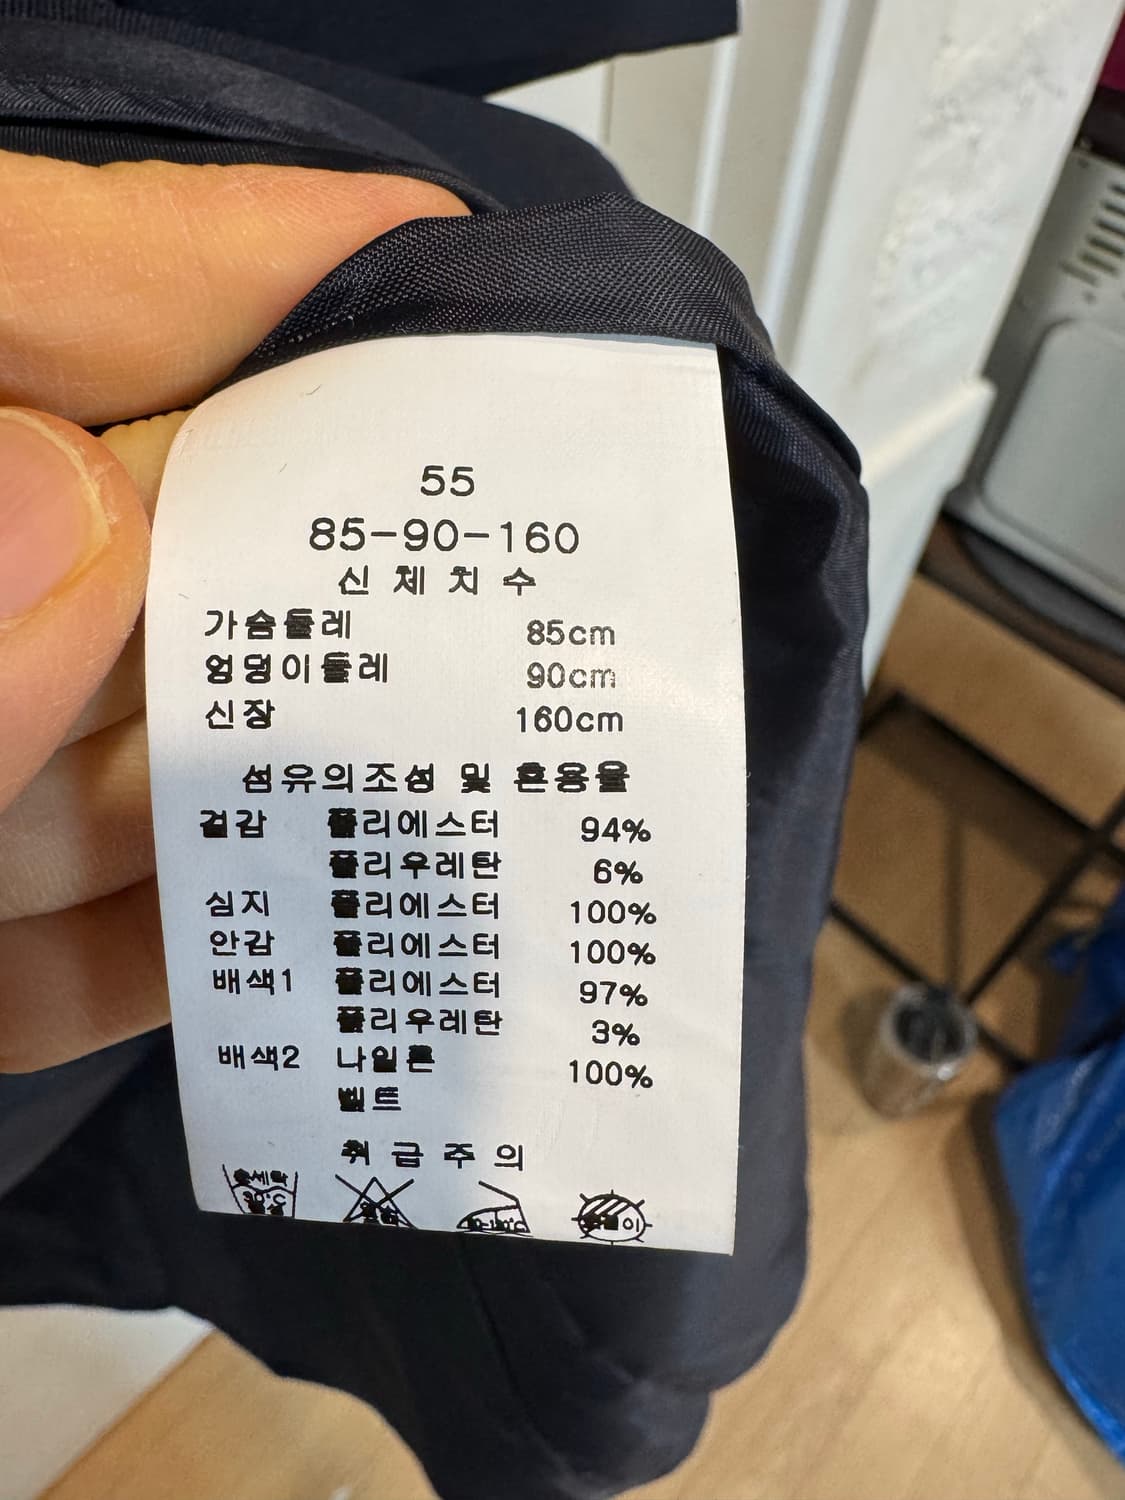 55
85-90-160
신체치수
가슴둘레 85cm
엉덩이둘레 90cm
신장 160cm
섬유의조성 및 혼용율
겉감 폴리에스터 94%
폴리우레탄 6%
심지 폴리에스터 100%
안감 폴리에스터 100%
배색1 폴리에스터 97%
폴리우레탄 3%
배색2 나일론 100%
벨트
취급주의
손세탁
30°C